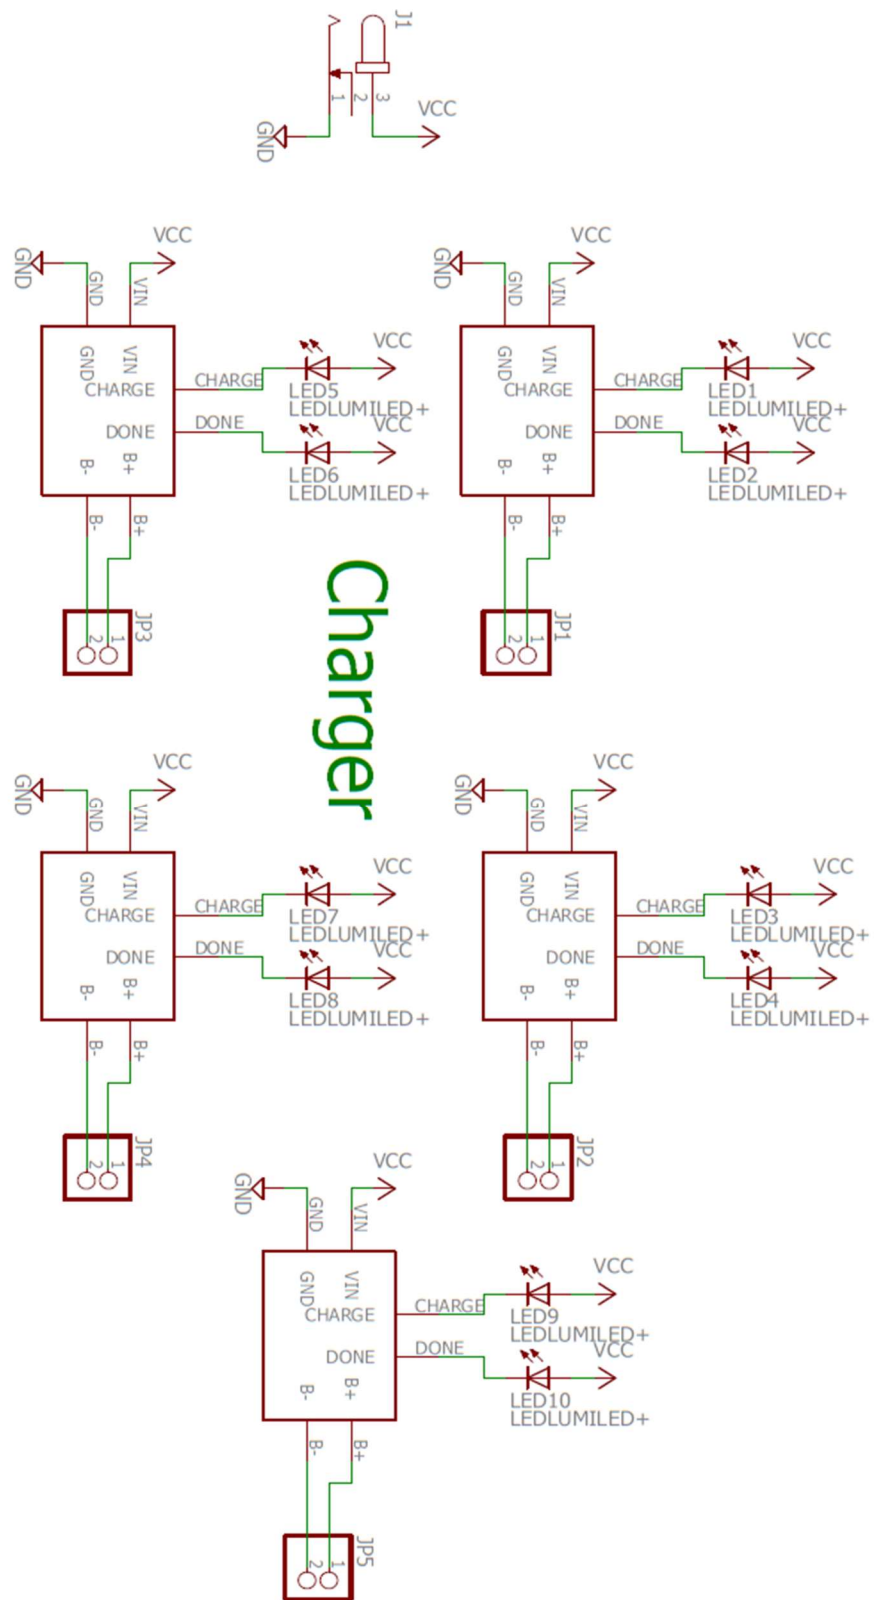 J1
1
2
3
VCC
GND
VCC
GND
GND
VIN
GND
VIN
CHARGE
CHARGE
DONE
DONE
B-
B+
B-
B+
VCC
LED5
LEDLUMILED+
VCC
LED6
LEDLUMILED+
JP3
2
1
VCC
GND
GND
VIN
GND
VIN
CHARGE
CHARGE
DONE
DONE
B-
B+
B-
B+
VCC
LED1
LEDLUMILED+
VCC
LED2
LEDLUMILED+
JP1
2
1
Charger
VCC
GND
GND
VIN
GND
VIN
CHARGE
CHARGE
DONE
DONE
B-
B+
B-
B+
VCC
LED7
LEDLUMILED+
VCC
LED8
LEDLUMILED+
JP4
2
1
VCC
GND
GND
VIN
GND
VIN
CHARGE
CHARGE
DONE
DONE
B-
B+
B-
B+
VCC
LED3
LEDLUMILED+
VCC
LED4
LEDLUMILED+
JP2
2
1
VCC
GND
GND
VIN
GND
VIN
CHARGE
CHARGE
DONE
DONE
B-
B+
B-
B+
VCC
LED9
LEDLUMILED+
VCC
LED10
LEDLUMILED+
JP5
2
1